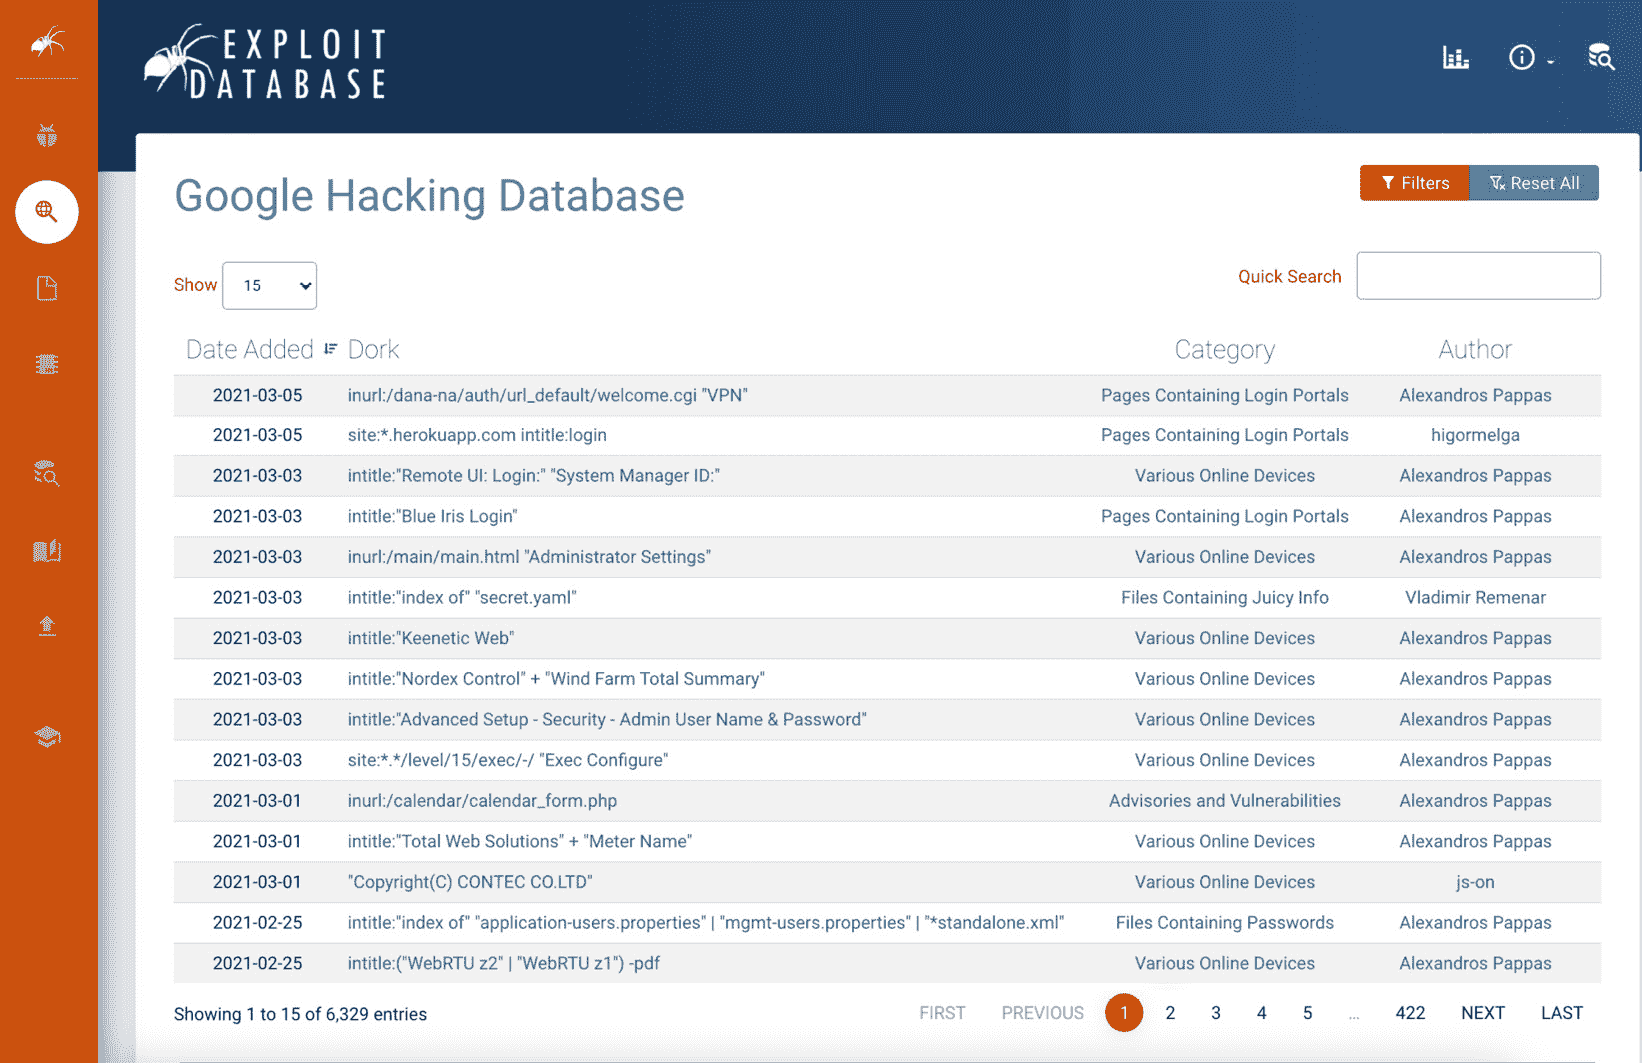 EXPLOIT
DATABASE
Google Hacking Database
Filters
Reset All
Show 15
Quick Search
Date Added Dork Category Author
2021-03-05 inurl:/dana-na/auth/url_default/welcome.cgi "VPN" Pages Containing Login Portals Alexandros Pappas
2021-03-05 site:*.herokuapp.com intitle:login Pages Containing Login Portals higormelga
2021-03-03 intitle:"Remote UI: Login:" "System Manager ID:" Various Online Devices Alexandros Pappas
2021-03-03 intitle:"Blue Iris Login" Pages Containing Login Portals Alexandros Pappas
2021-03-03 inurl:/main/main.html "Administrator Settings" Various Online Devices Alexandros Pappas
2021-03-03 intitle:"index of" "secret.yaml" Files Containing Juicy Info Vladimir Remenar
2021-03-03 intitle:"Keenetic Web" Various Online Devices Alexandros Pappas
2021-03-03 intitle:"Nordex Control" + "Wind Farm Total Summary" Various Online Devices Alexandros Pappas
2021-03-03 intitle:"Advanced Setup - Security - Admin User Name & Password" Various Online Devices Alexandros Pappas
2021-03-03 site:*.*/level/15/exec/-/ "Exec Configure" Various Online Devices Alexandros Pappas
2021-03-01 inurl:/calendar/calendar_form.php Advisories and Vulnerabilities Alexandros Pappas
2021-03-01 intitle:"Total Web Solutions" + "Meter Name" Various Online Devices Alexandros Pappas
2021-03-01 "Copyright(C) CONTEC CO.LTD" Various Online Devices js-on
2021-02-25 intitle:"index of" "application-users.properties" | "mgmt-users.properties" | "*standalone.xml" Files Containing Passwords Alexandros Pappas
2021-02-25 intitle:("WebRTU z2" | "WebRTU z1") -pdf Various Online Devices Alexandros Pappas
Showing 1 to 15 of 6,329 entries FIRST PREVIOUS 1 2 3 4 5 ... 422 NEXT LAST